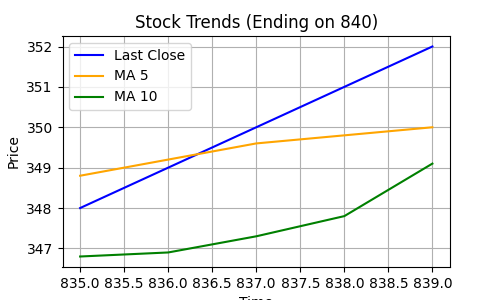 Stock Trends (Ending on 840)
352
351
350
349
348
347
Price
Last Close
MA 5
MA 10
835.0 835.5 836.0 836.5 837.0 837.5 838.0 838.5 839.0
Time